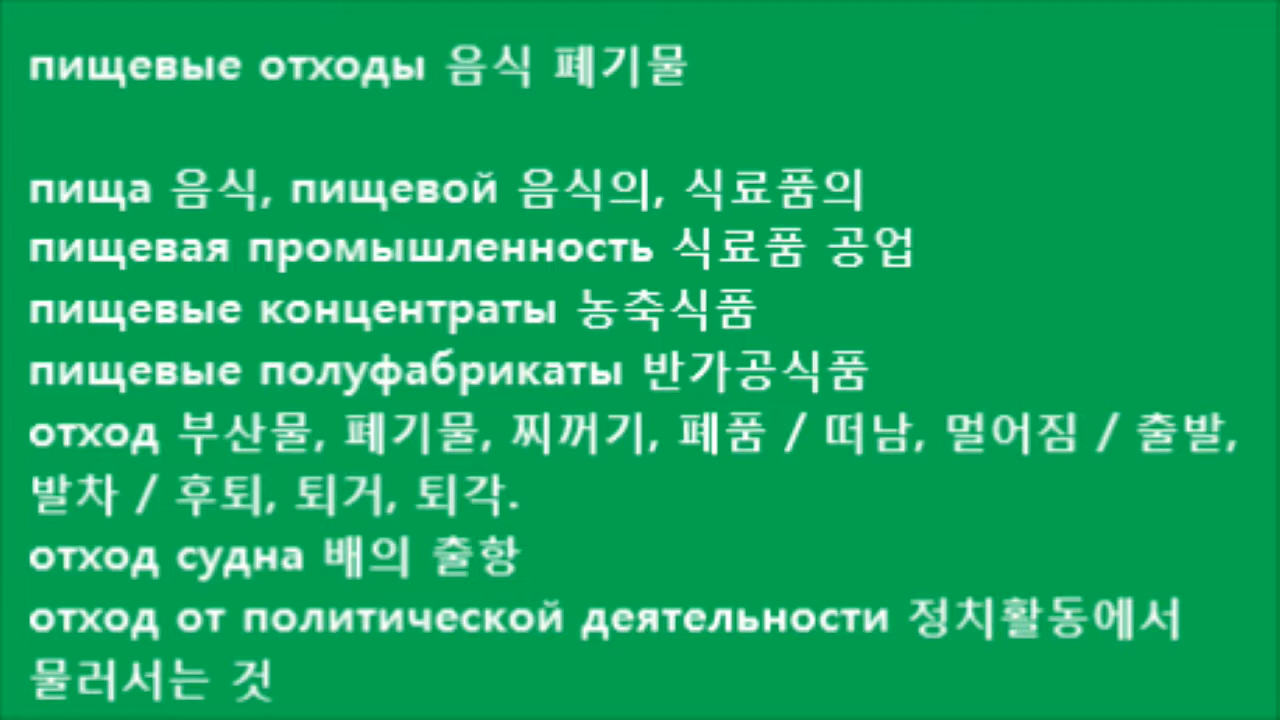 пищевые отходы 음식 폐기물
пища 음식, пищевой 음식의, 식료품의
пищевая промышленность 식료품 공업
пищевые концентраты 농축식품
пищевые полуфабрикаты 반가공식품
отход 부산물, 폐기물, 찌꺼기, 폐품 / 떠남, 멀어짐 / 출발,
발차 / 후퇴, 퇴거, 퇴각.
отход судна 배의 출항
отход от политической деятельности 정치활동에서
물러서는 것